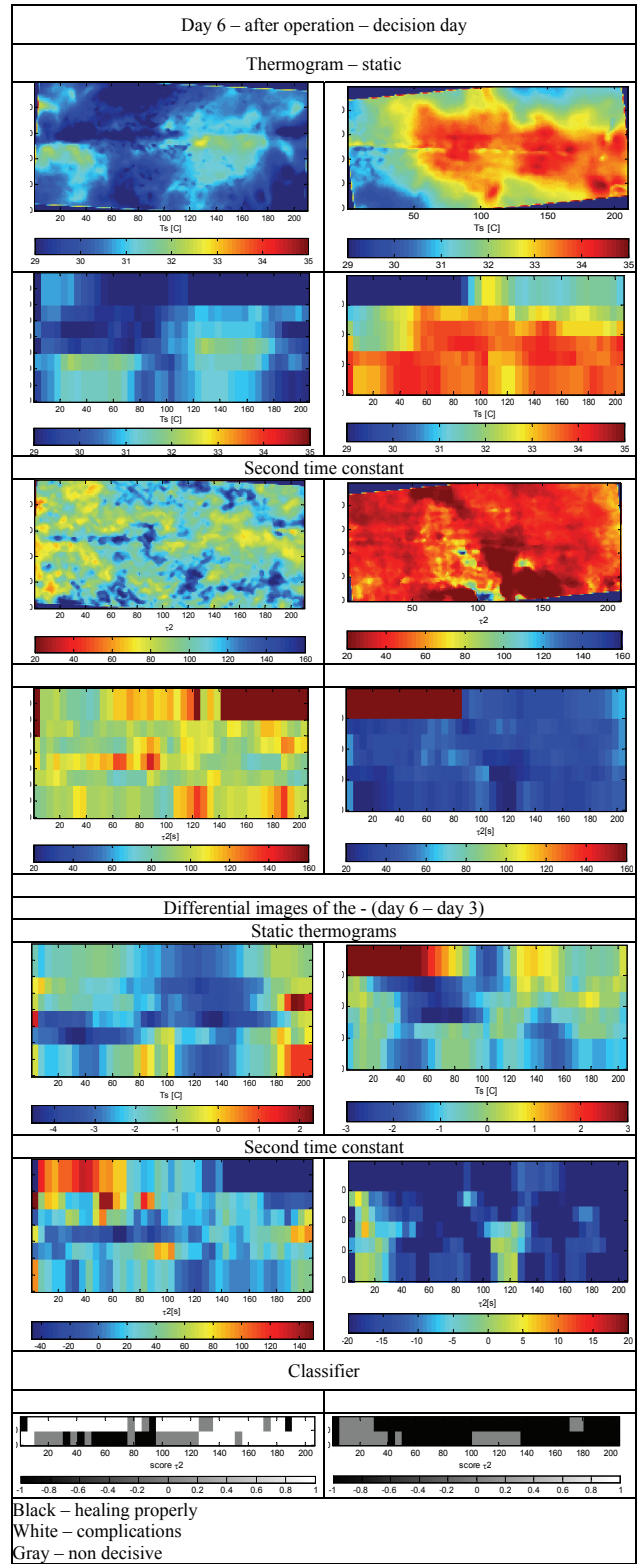 Day 6 – after operation – decision day
Thermogram – static
20 40 60 80 100 120 140 160 180 200
Ts [C]
29 30 31 32 33 34 35
50 100 150 200
Ts [C]
29 30 31 32 33 34 35
20 40 60 80 100 120 140 160 180 200
Ts [C]
29 30 31 32 33 34 35
20 40 60 80 100 120 140 160 180 200
Ts [C]
29 30 31 32 33 34 35
Second time constant
20 40 60 80 100 120 140 160 180 200
τ2
20 40 60 80 100 120 140 160
50 100 150 200
τ2
20 40 60 80 100 120 140 160
20 40 60 80 100 120 140 160 180 200
τ2[s]
20 40 60 80 100 120 140 160
20 40 60 80 100 120 140 160 180 200
τ2[s]
20 40 60 80 100 120 140 160
Differential images of the - (day 6 – day 3)
Static thermograms
20 40 60 80 100 120 140 160 180 200
Ts [C]
-4 -3 -2 -1 0 1 2
20 40 60 80 100 120 140 160 180 200
Ts [C]
-3 -2 -1 0 1 2 3
Second time constant
20 40 60 80 100 120 140 160 180 200
τ2[s]
-40 -20 0 20 40 60 80 100 120 140
20 40 60 80 100 120 140 160 180 200
τ2[s]
-20 -15 -10 -5 0 5 10 15 20
Classifier
20 40 60 80 100 120 140 160 180 200
score τ2
-1 -0.8 -0.6 -0.4 -0.2 0 0.2 0.4 0.6 0.8 1
20 40 60 80 100 120 140 160 180 200
score τ2
-1 -0.8 -0.6 -0.4 -0.2 0 0.2 0.4 0.6 0.8 1
Black – healing properly
White – complications
Gray – non decisive